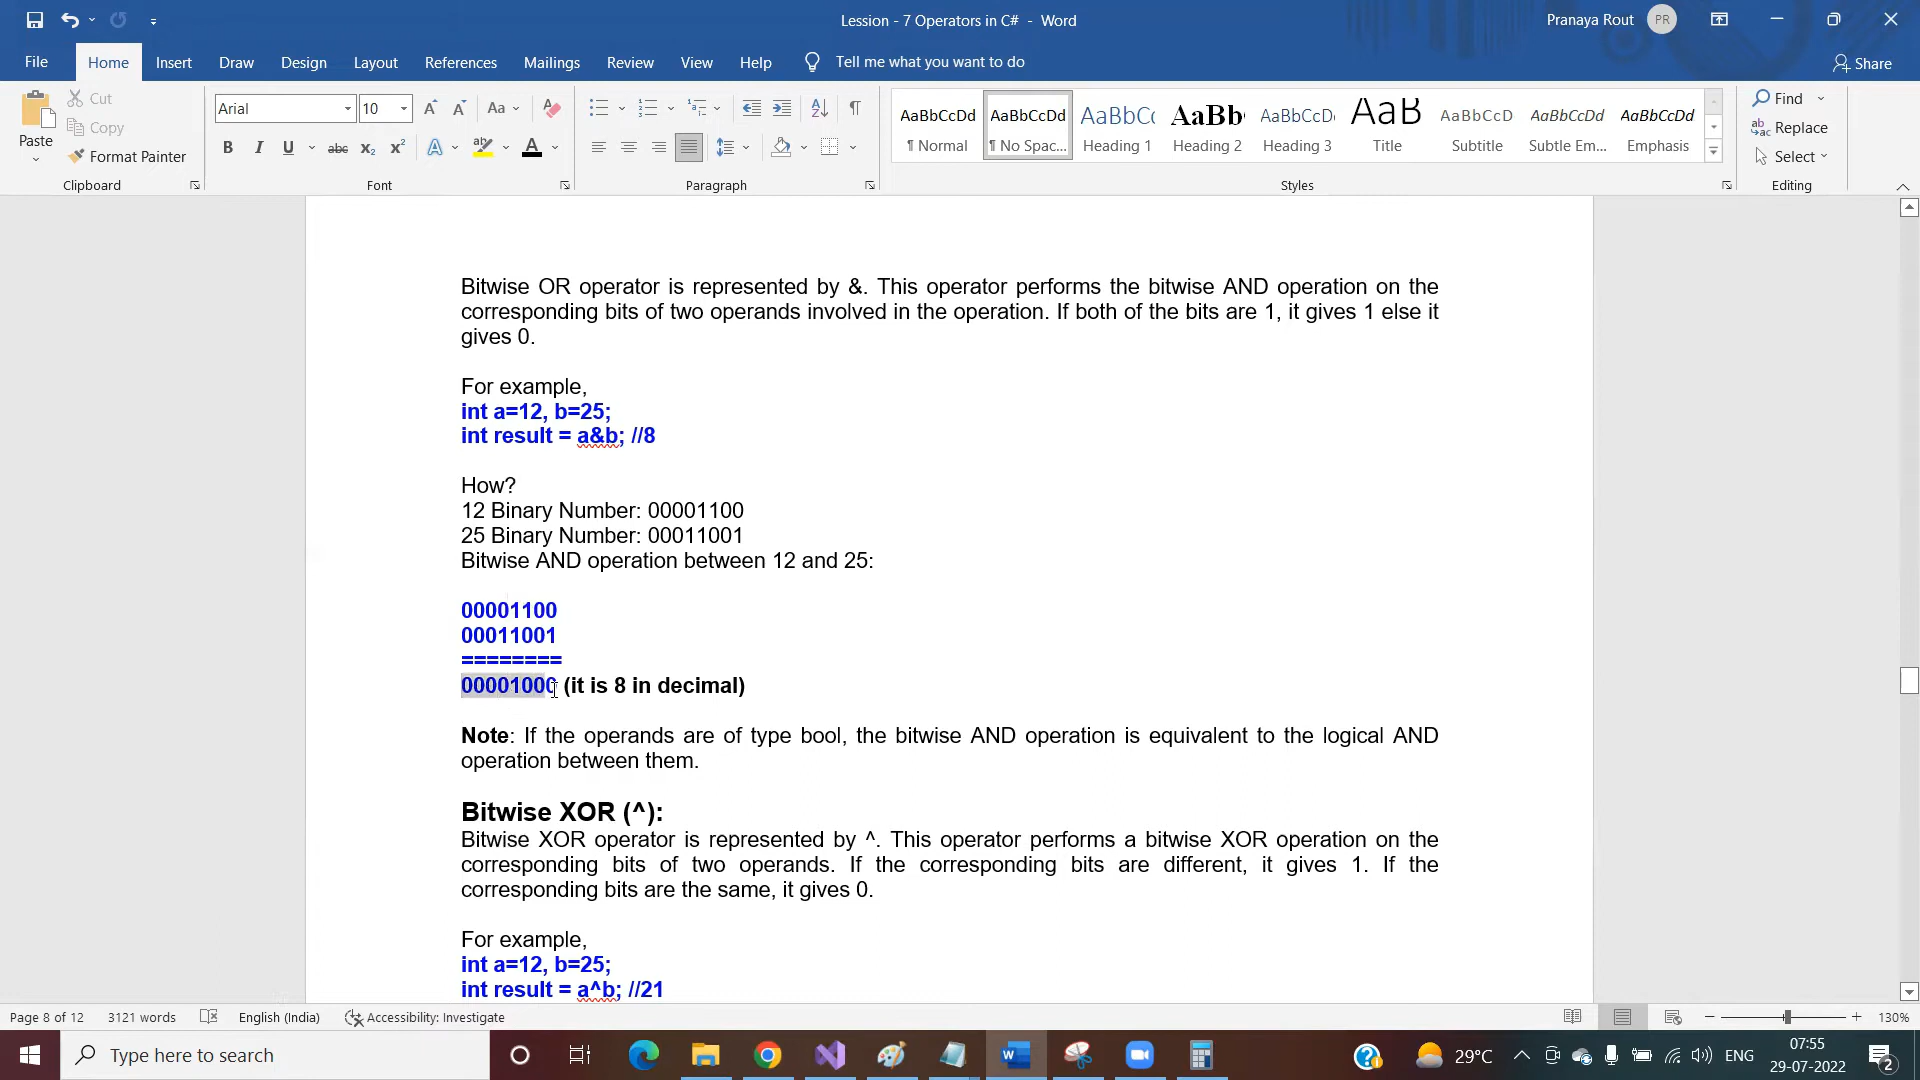 Lession - 7 Operators in C# - Word
Pranaya Rout PR
File Home Insert Draw Design Layout References Mailings Review View Help Tell me what you want to do Share
Paste
Cut
Copy
Format Painter
Clipboard
Arial 10
Aa
B I U abc x₂ x² A ab A
Font
Paragraph
AaBbCcDd AaBbCcDd AaBbCc AaBb AaBbCcDd AaB AaBbCcD AaBbCcDd AaBbCcDd
¶ Normal ¶ No Spac... Heading 1 Heading 2 Heading 3 Title Subtitle Subtle Em... Emphasis
Styles
Find
Replace
Select
Editing
Bitwise OR operator is represented by &. This operator performs the bitwise AND operation on the
corresponding bits of two operands involved in the operation. If both of the bits are 1, it gives 1 else it
gives 0.
For example,
int a=12, b=25;
int result = a&b; //8
How?
12 Binary Number: 00001100
25 Binary Number: 00011001
Bitwise AND operation between 12 and 25:
00001100
00011001
========
00001000 (it is 8 in decimal)
Note: If the operands are of type bool, the bitwise AND operation is equivalent to the logical AND
operation between them.
Bitwise XOR (^):
Bitwise XOR operator is represented by ^. This operator performs a bitwise XOR operation on the
corresponding bits of two operands. If the corresponding bits are different, it gives 1. If the
corresponding bits are the same, it gives 0.
For example,
int a=12, b=25;
int result = a^b; //21
Page 8 of 12 3121 words English (India) Accessibility: Investigate 130%
Type here to search
29°C ENG
07:55
29-07-2022
2